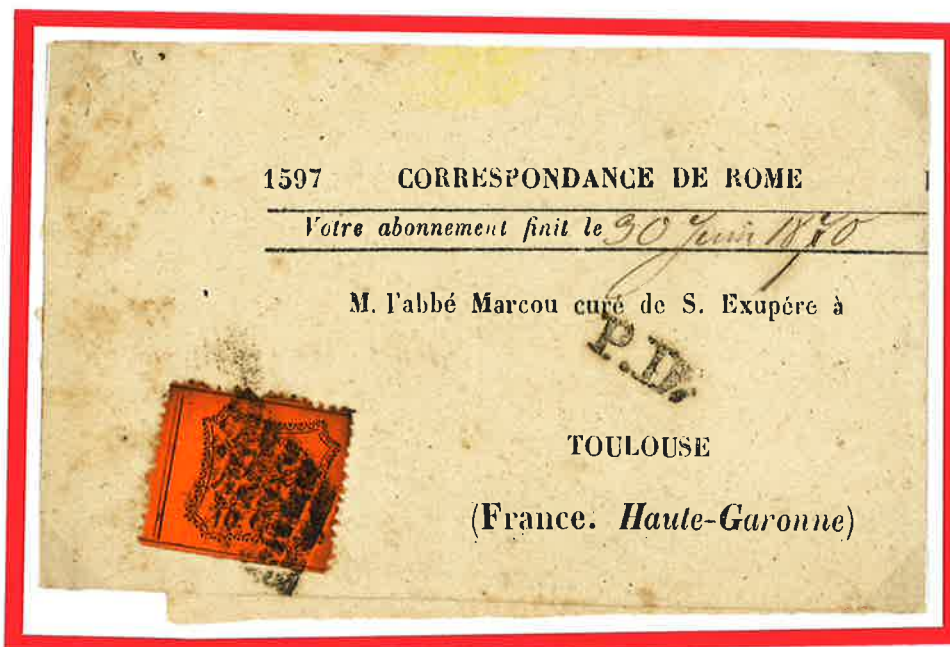 1597 CORRESPONDANCE DE ROME
Votre abonnement finit le 30 Juin 1870
M. l'abbé Marcou curé de S. Exupére à
P.D.
TOULOUSE
(France. Haute-Garonne)